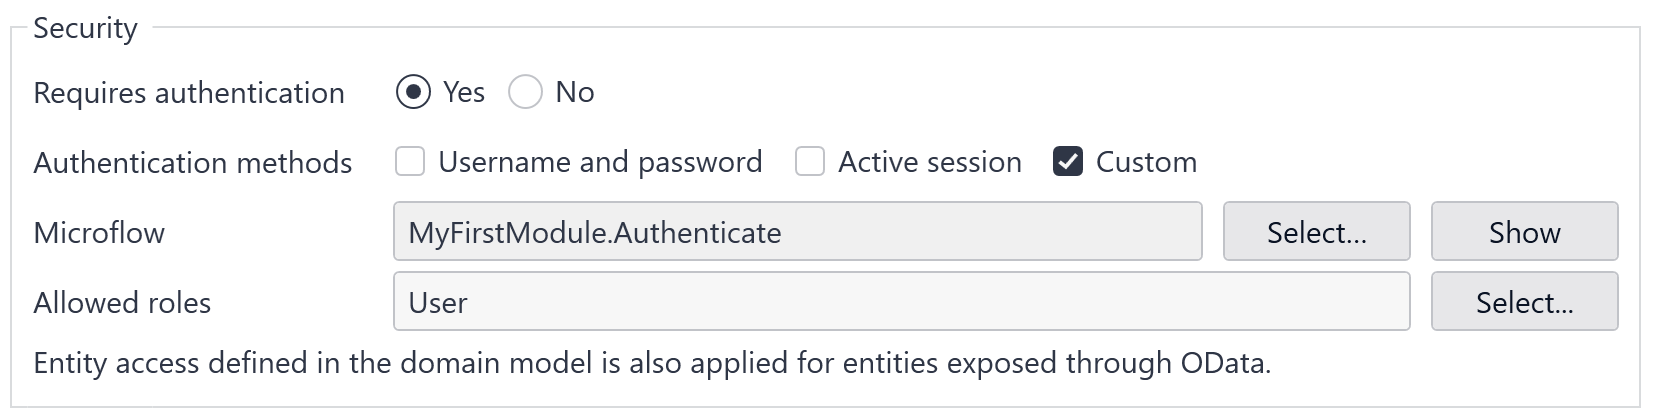 Security
Requires authentication Yes No
Authentication methods Username and password Active session Custom
Microflow MyFirstModule.Authenticate Select... Show
Allowed roles User Select...
Entity access defined in the domain model is also applied for entities exposed through OData.